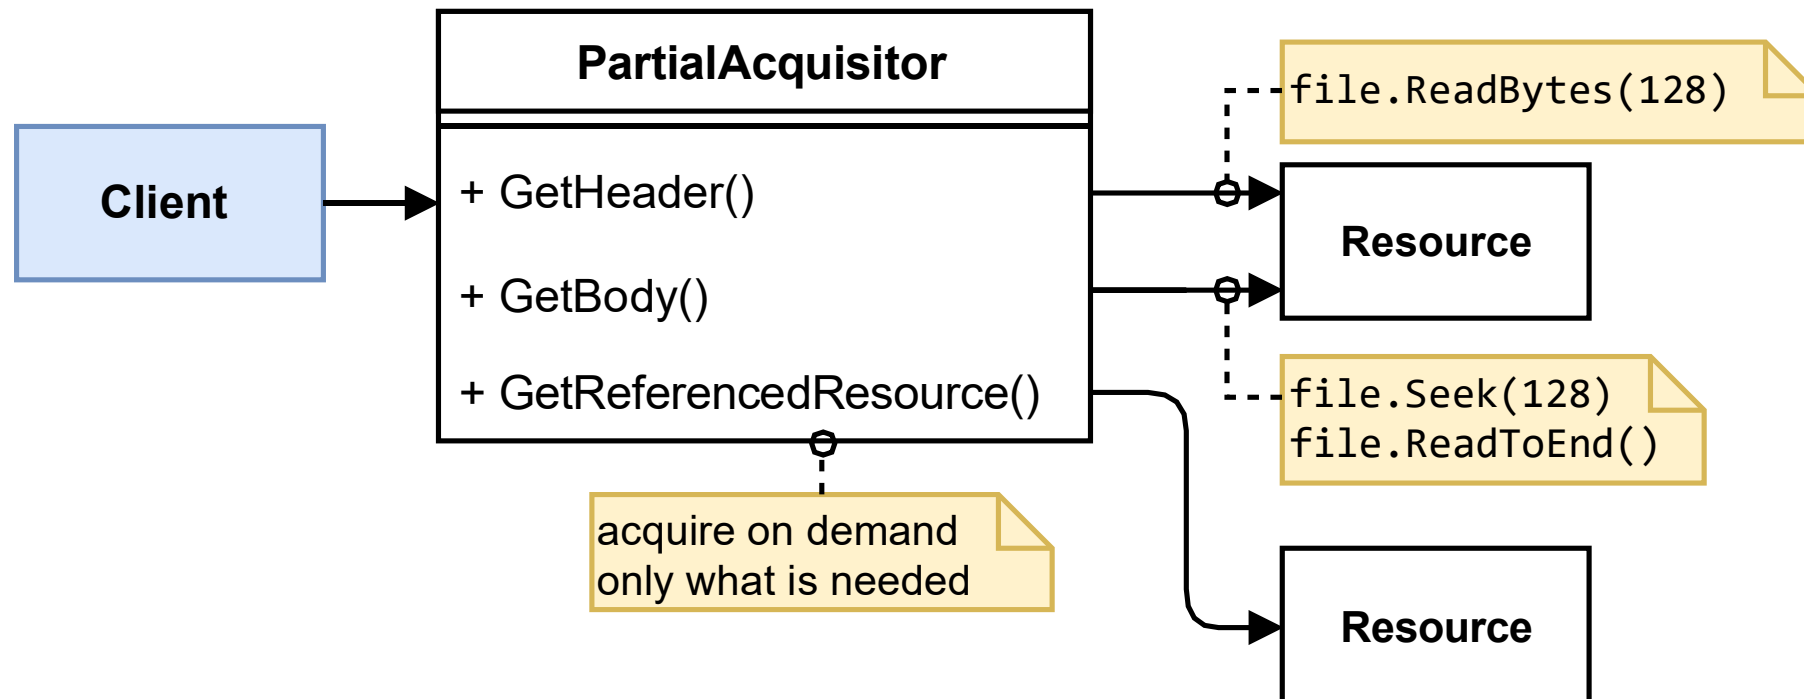 PartialAcquisitor
file.ReadBytes(128)
Client
+ GetHeader()
Resource
+ GetBody()
+ GetReferencedResource()
file.Seek(128)
file.ReadToEnd()
acquire on demand
only what is needed
Resource